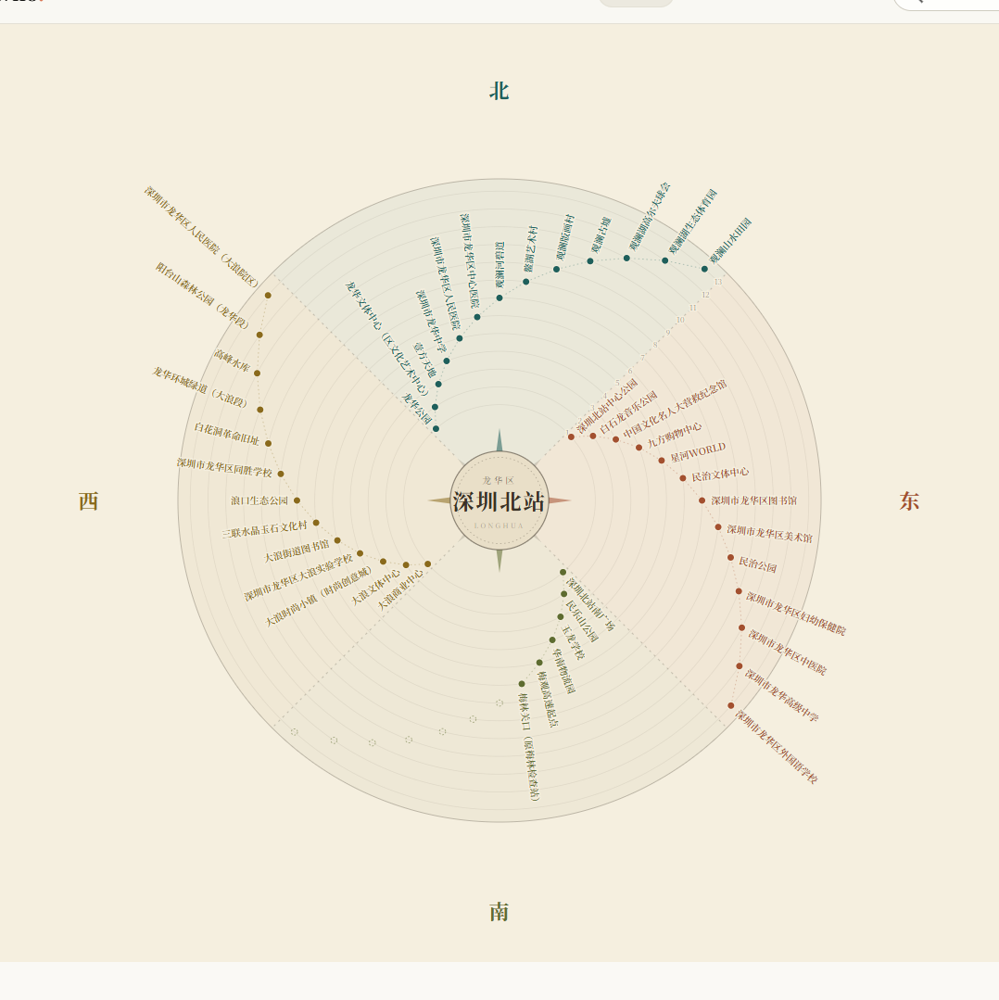 北
深圳市龙华区人民医院（大浪院区）
阳台山森林公园（龙华段）
高峰水库
龙华环城绿道（大浪段）
白花洞革命旧址
深圳市龙华区同胜学校
浪口生态公园
三联水晶玉石文化村
大浪街道图书馆
深圳市龙华区大浪实验学校
大浪时尚小镇（时尚创意城）
大浪文体中心
大浪商业中心
龙华公园
龙华文体中心（区文化艺术中心）
壹方天地
深圳市龙华中学
深圳市龙华区人民医院
深圳市龙华区中心医院
鳌湖艺术村
观澜版画村
观澜古墟
观澜湖高尔夫球会
观澜湖生态体育园
观澜山水田园
13
12
11
10
9
8
7
6
5
4
3
深圳北站中心公园
白石龙音乐公园
中国文化名人大营救纪念馆
九方购物中心
星河WORLD
民治文体中心
深圳市龙华区图书馆
深圳市龙华区美术馆
民治公园
深圳市龙华区妇幼保健院
深圳市龙华区中医院
深圳市龙华高级中学
深圳市龙华区外国语学校
西
龙华区
深圳北站
LONGHUA
东
深圳北站南广场
民乐山公园
玉龙学校
华南物流园
梅观高速起点
梅林关口（原梅林检查站）
南